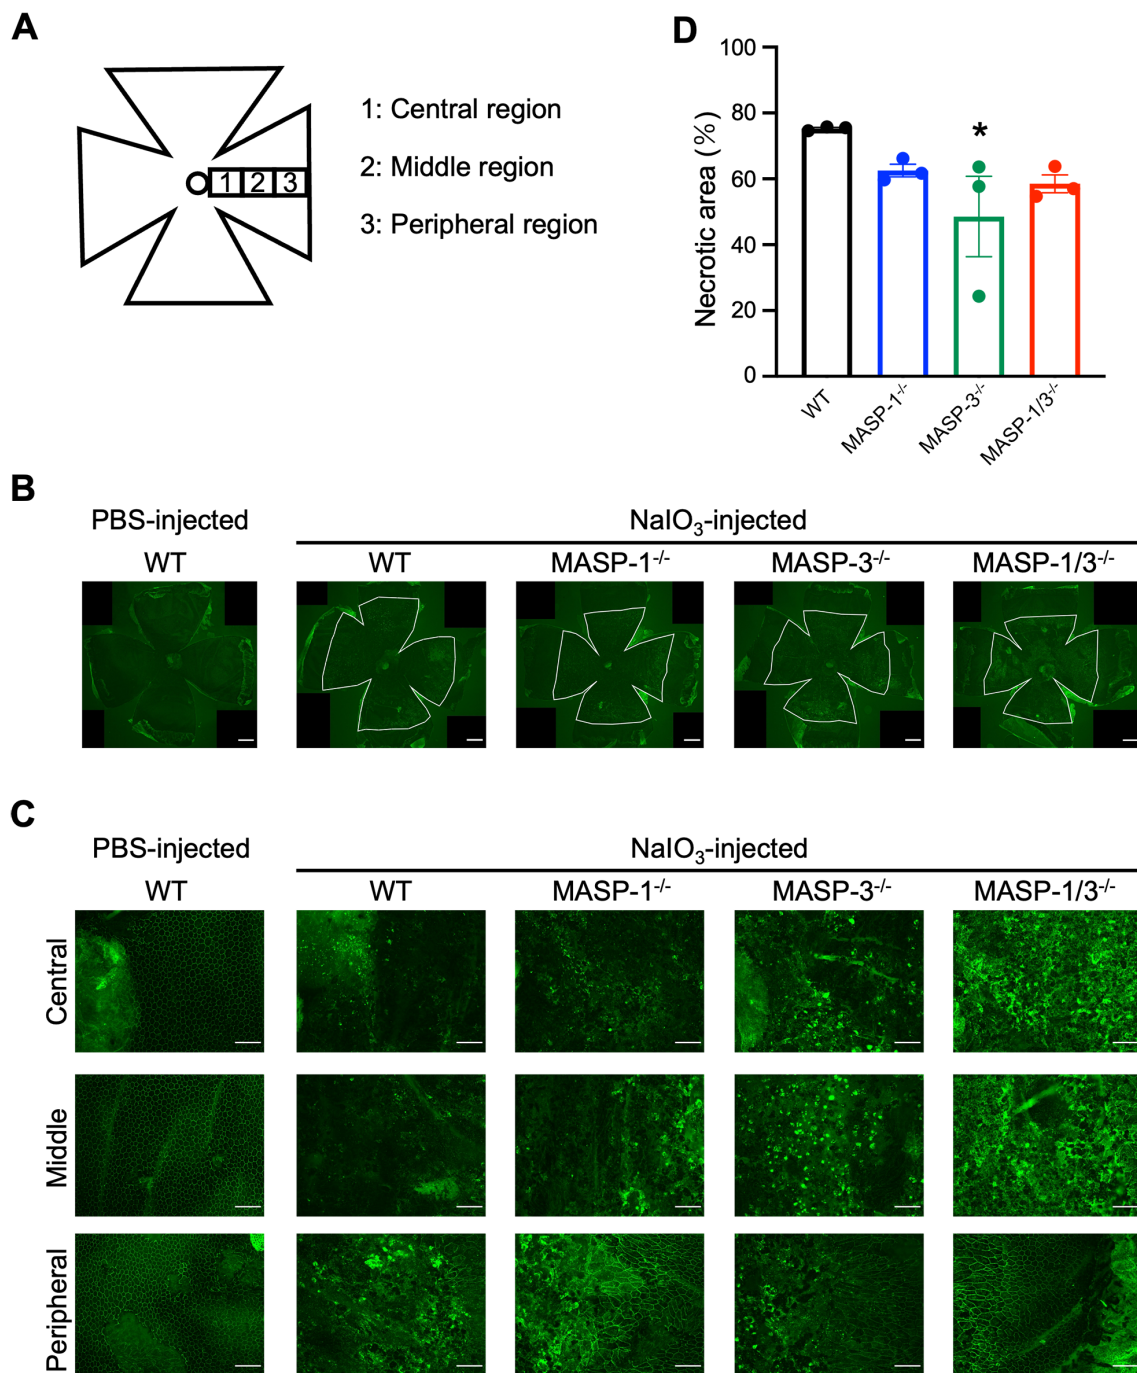 A
1: Central region
2: Middle region
3: Peripheral region
1 2 3
D
100
80
60
40
20
0
Necrotic area (%)
*
WT
MASP-1-/-
MASP-3-/-
MASP-1/3-/-
B
PBS-injected
NaIO3-injected
WT
WT
MASP-1-/-
MASP-3-/-
MASP-1/3-/-
C
PBS-injected
NaIO3-injected
WT
WT
MASP-1-/-
MASP-3-/-
MASP-1/3-/-
Central
Middle
Peripheral